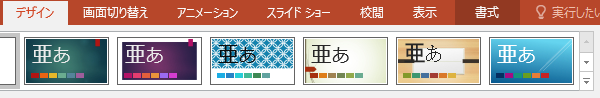 デザイン 画面切り替え アニメーション スライド ショー 校閲 表示 書式 実行したい
亜あ 亜あ 亜あ 亜あ 亜あ 亜あ